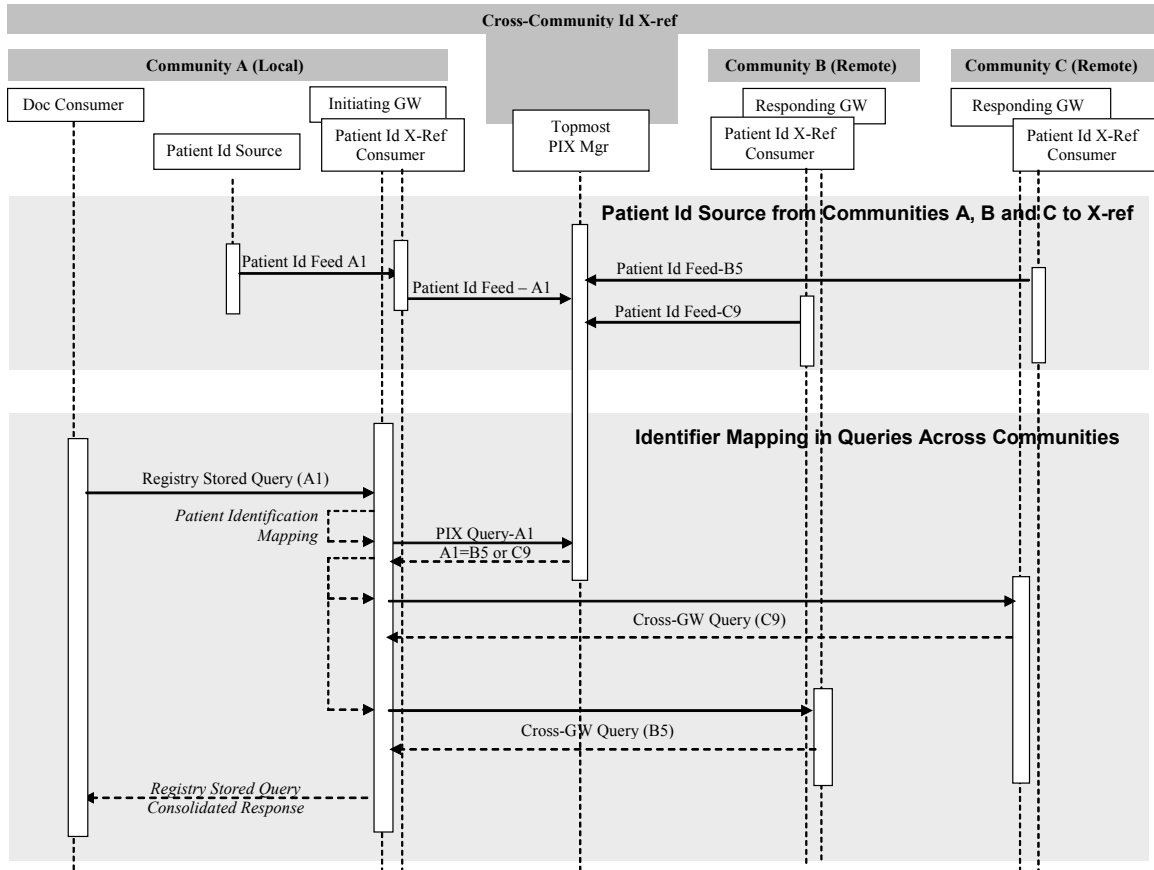 Cross-Community Id X-ref
Community A (Local)
Community B (Remote)
Community C (Remote)
Doc Consumer
Initiating GW
Responding GW
Responding GW
Patient Id Source
Patient Id X-Ref
Consumer
Topmost
PIX Mgr
Patient Id X-Ref
Consumer
Patient Id X-Ref
Consumer
Patient Id Source from Communities A, B and C to X-ref
Patient Id Feed A1
Patient Id Feed-B5
Patient Id Feed – A1
Patient Id Feed-C9
Identifier Mapping in Queries Across Communities
Registry Stored Query (A1)
Patient Identification
Mapping
PIX Query-A1
A1=B5 or C9
Cross-GW Query (C9)
Cross-GW Query (B5)
Registry Stored Query
Consolidated Response